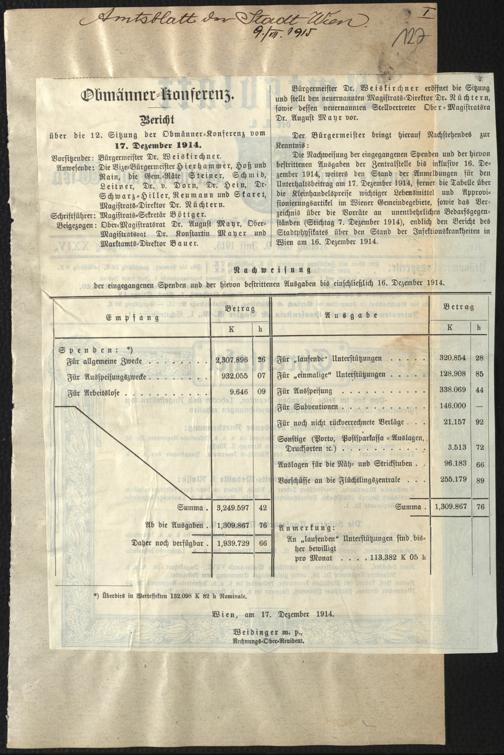 Amtsblatt der Stadt Wien.
9./VII. 1915
I
127
Obmänner-Konferenz.
Bericht
über die 12. Sitzung der Obmänner-Konferenz vom
17. Dezember 1914.
Vorsitzender: Bürgermeister Dr. Weiskirchner.
Anwesende: Die Vize-Bürgermeister Hierhammer, Hoß und
Rain, die Gem.-Räte Steiner, Schmid,
Leitner, Dr. v. Dorn, Dr. Hein, Dr.
Schwarz-Hiller, Reumann und Skaret,
Magistrats-Direktor Dr. Nüchtern.
Schriftführer: Magistrats-Sekretär Böttger.
Beigezogen: Ober-Magistratsrat Dr. August Mayr, Ober-
Magistratsrat Dr. Konstantin Mayer und
Marktamts-Direktor Bauer.
Bürgermeister Dr. Weiskirchner eröffnet die Sitzung
und stellt den neuernannten Magistrats-Direktor Dr. Nüchtern,
sowie dessen neuernannten Stellvertreter Ober-Magistratsrat
Dr. August Mayr vor.
Der Bürgermeister bringt hierauf Nachstehendes zur
Kenntnis:
Die Nachweisung der eingegangenen Spenden und der hievon
bestrittenen Ausgaben der Zentralstelle bis inklusive 16. De-
zember 1914, weiters den Stand der Anmeldungen für den
Unterhaltsbeitrag am 17. Dezember 1914, ferner die Tabelle über
die Kleinhandelspreise wichtiger Lebensmittel und Approvi-
sionierungsartikel im Wiener Gemeindegebiete, sowie das Ver-
zeichnis über die Vorräte an unentbehrlichen Bedarfsgegen-
ständen (Stichtag 7. Dezember 1914), endlich den Bericht des
Stadtphysikates über den Stand der Infektionskrankheiten in
Wien am 16. Dezember 1914.
Nachweisung
der eingegangenen Spenden und der hievon bestrittenen Ausgaben bis einschließlich 16. Dezember 1914.
Empfang
Betrag
K h
Ausgabe
Betrag
K h
Spenden: *)
Für allgemeine Zwecke . . . . . 2,307.896 26
Für Ausspeisungszwecke . . . . . 932.055 07
Für Arbeitslose . . . . . 9.646 09
Summa . 3,249.597 42
Ab die Ausgaben . 1,309.867 76
Daher noch verfügbar . 1,939.729 66
Für „laufende" Unterstützungen . . . . . 320.854 28
Für „einmalige" Unterstützungen . . . . . 128.908 85
Für Ausspeisung . . . . . 338.069 44
Für Subventionen . . . . . 146.000 —
Für noch nicht rückverrechnete Verläge . . . . . 21.157 92
Sonstige (Porto, Postsparkassa-Auslagen,
Drucksorten rc.) . . . . . 3.513 72
Auslagen für die Näh- und Strickstuben . 96.183 66
Vorschüsse an die Flüchtlingszentrale . . . . . 255.179 89
Summa . 1,309.867 76
Anmerkung:
An „laufenden" Unterstützungen sind bis-
her bewilligt
pro Monat . . . . 113,382 K 05 h
*) Überdies in Werteffekten 132.098 K 82 h Nominale.
Wien, am 17. Dezember 1914.
Weidinger m. p.,
Rechnungs-Ober-Revident.